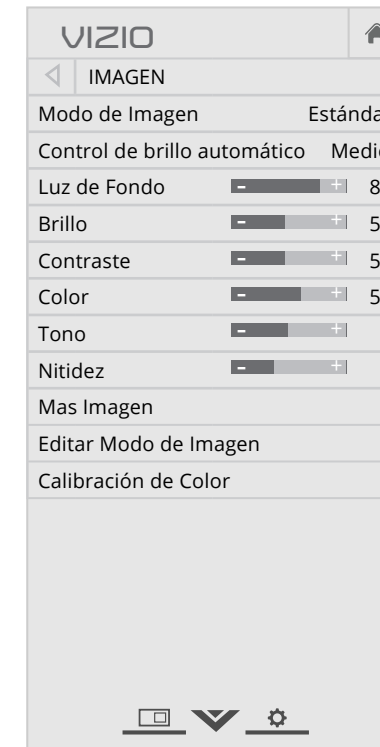 VIZIO
IMAGEN
Modo de Imagen Estánda
Control de brillo automático Medi
Luz de Fondo - + 8
Brillo - + 5
Contraste - + 5
Color - + 5
Tono - +
Nitidez - +
Mas Imagen
Editar Modo de Imagen
Calibración de Color